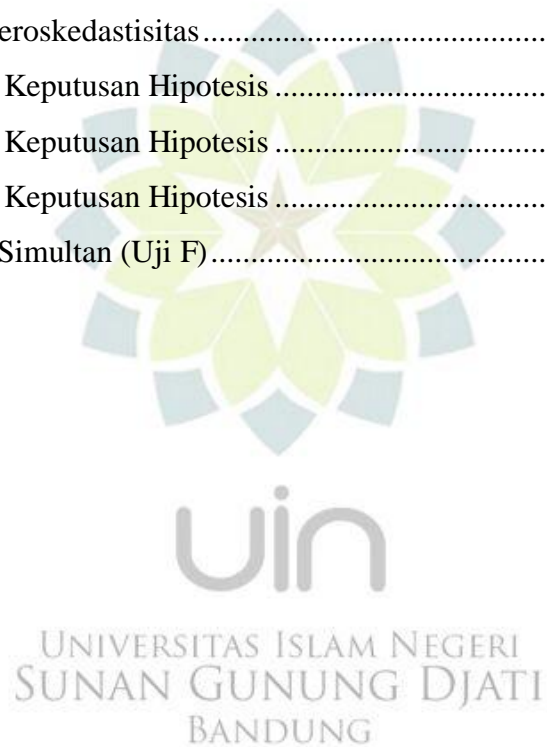 eroskedastisitas...............................................
Keputusan Hipotesis .....................................
Keputusan Hipotesis .....................................
Keputusan Hipotesis .....................................
Simultan (Uji F)..............................................
uin
UNIVERSITAS ISLAM NEGERI
SUNAN GUNUNG DJATI
BANDUNG